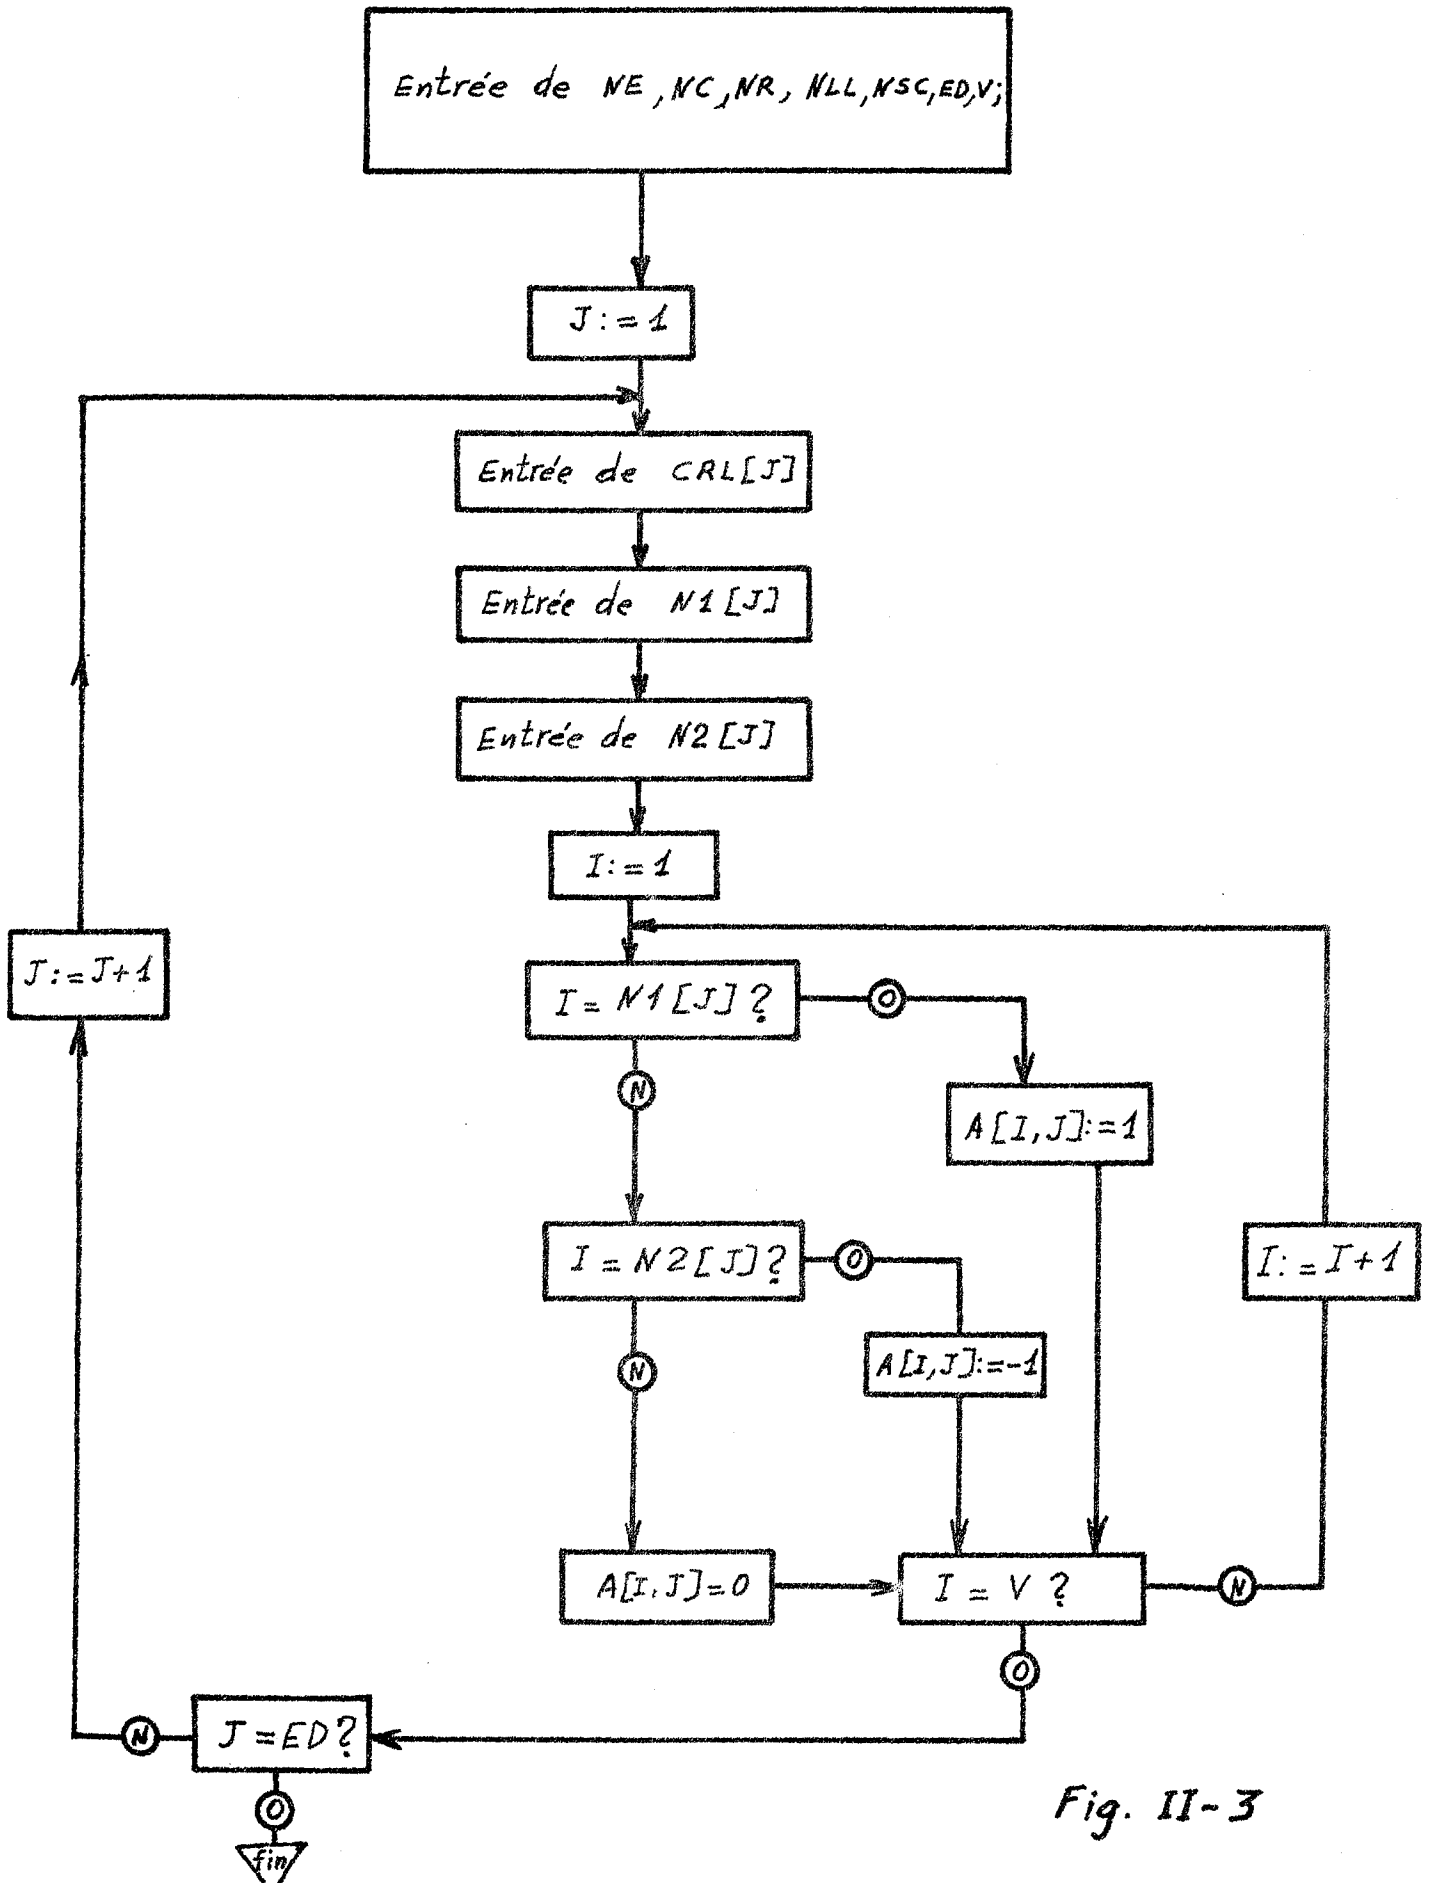 Entrée de NE, NC, NR, NLL, NSC, ED, V;
J:=1
Entrée de CRL[J]
Entrée de N1[J]
Entrée de N2[J]
I:=1
J:=J+1
I=N1[J]?
O
N
A[I,J]:=1
I=N2[J]?
O
I:=I+1
N
A[I,J]:=-1
A[I,J]=0
I=V?
N
O
J=ED?
N
O
fin
Fig. II-3